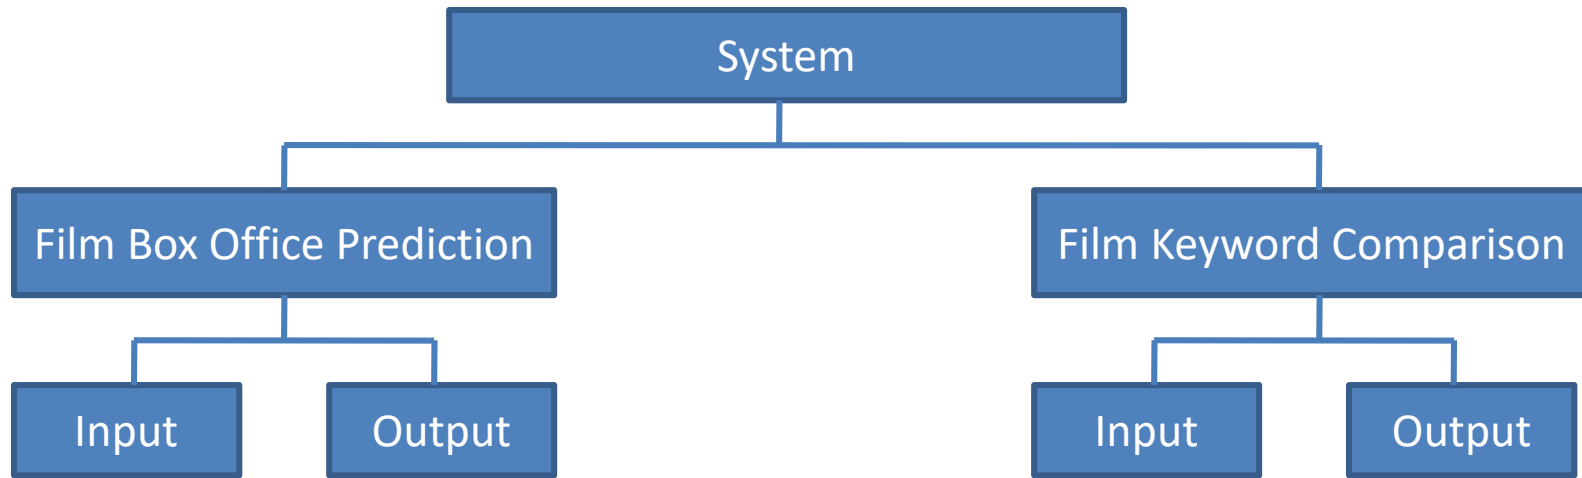 System
Film Box Office Prediction
Film Keyword Comparison
Input
Output
Input
Output